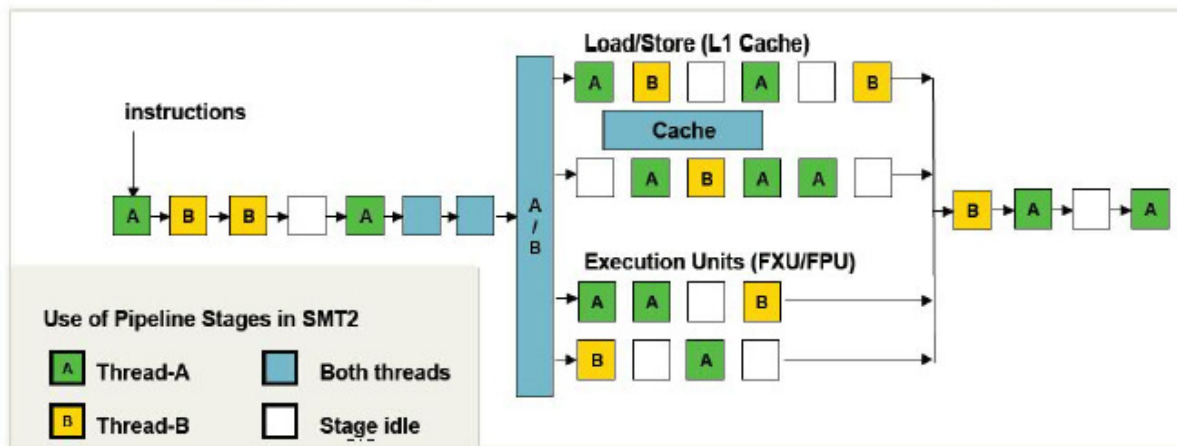 Load/Store (L1 Cache)
A B A B
instructions
Cache
A B A A
A B B A
A / B
B A A
Execution Units (FXU/FPU)
A A B
B A
Use of Pipeline Stages in SMT2
A Thread-A Both threads
B Thread-B Stage idle